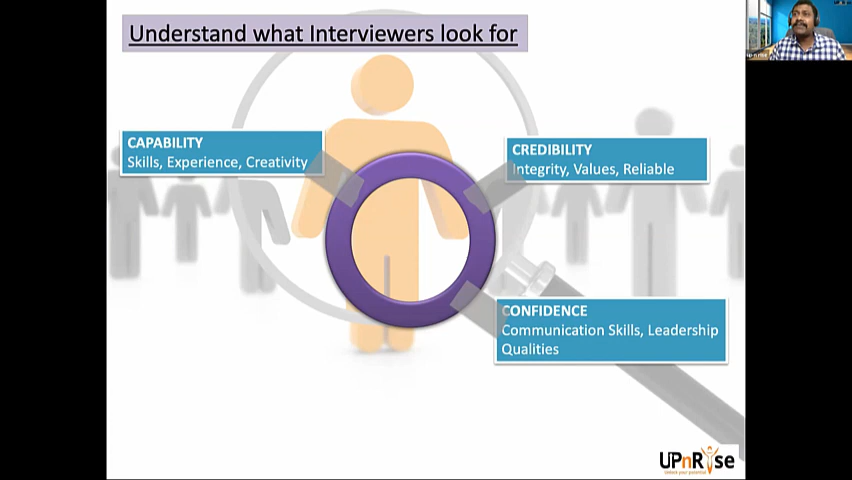 Understand what Interviewers look for
CAPABILITY
Skills, Experience, Creativity
CREDIBILITY
Integrity, Values, Reliable
CONFIDENCE
Communication Skills, Leadership
Qualities
UPnRise